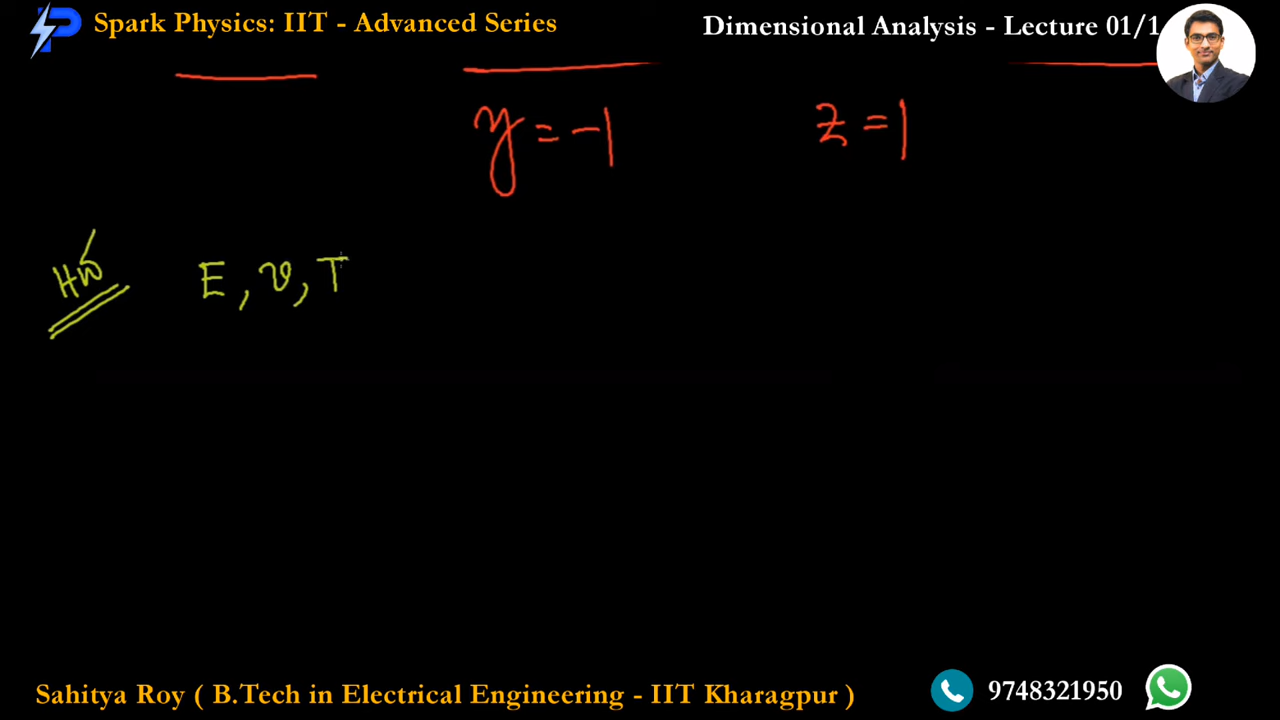 Spark Physics: IIT - Advanced Series
Dimensional Analysis - Lecture 01/1
y = -1
z = 1
HW
E, v, T
Sahitya Roy ( B.Tech in Electrical Engineering - IIT Kharagpur )
9748321950